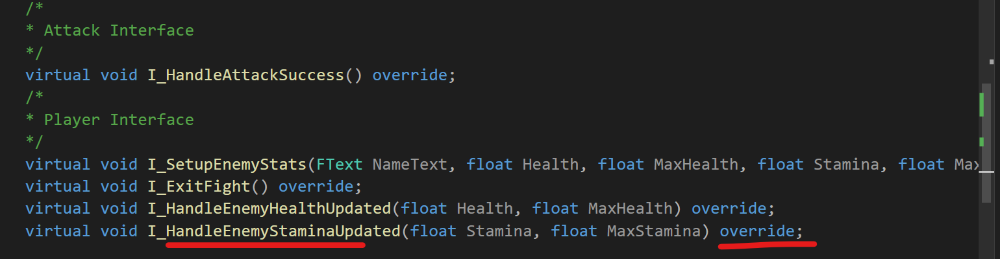 /*
* Attack Interface
*/
virtual void I_HandleAttackSuccess() override;
/*
* Player Interface
*/
virtual void I_SetupEnemyStats(FText NameText, float Health, float MaxHealth, float Stamina, float Max
virtual void I_ExitFight() override;
virtual void I_HandleEnemyHealthUpdated(float Health, float MaxHealth) override;
virtual void I_HandleEnemyStaminaUpdated(float Stamina, float MaxStamina) override;